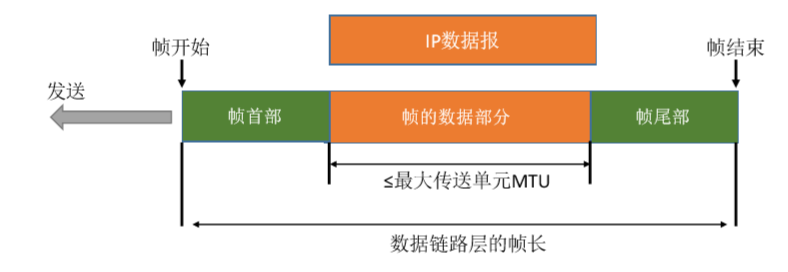 IP数据报
帧开始
帧结束
发送
帧首部
帧的数据部分
帧尾部
≤最大传送单元MTU
数据链路层的帧长